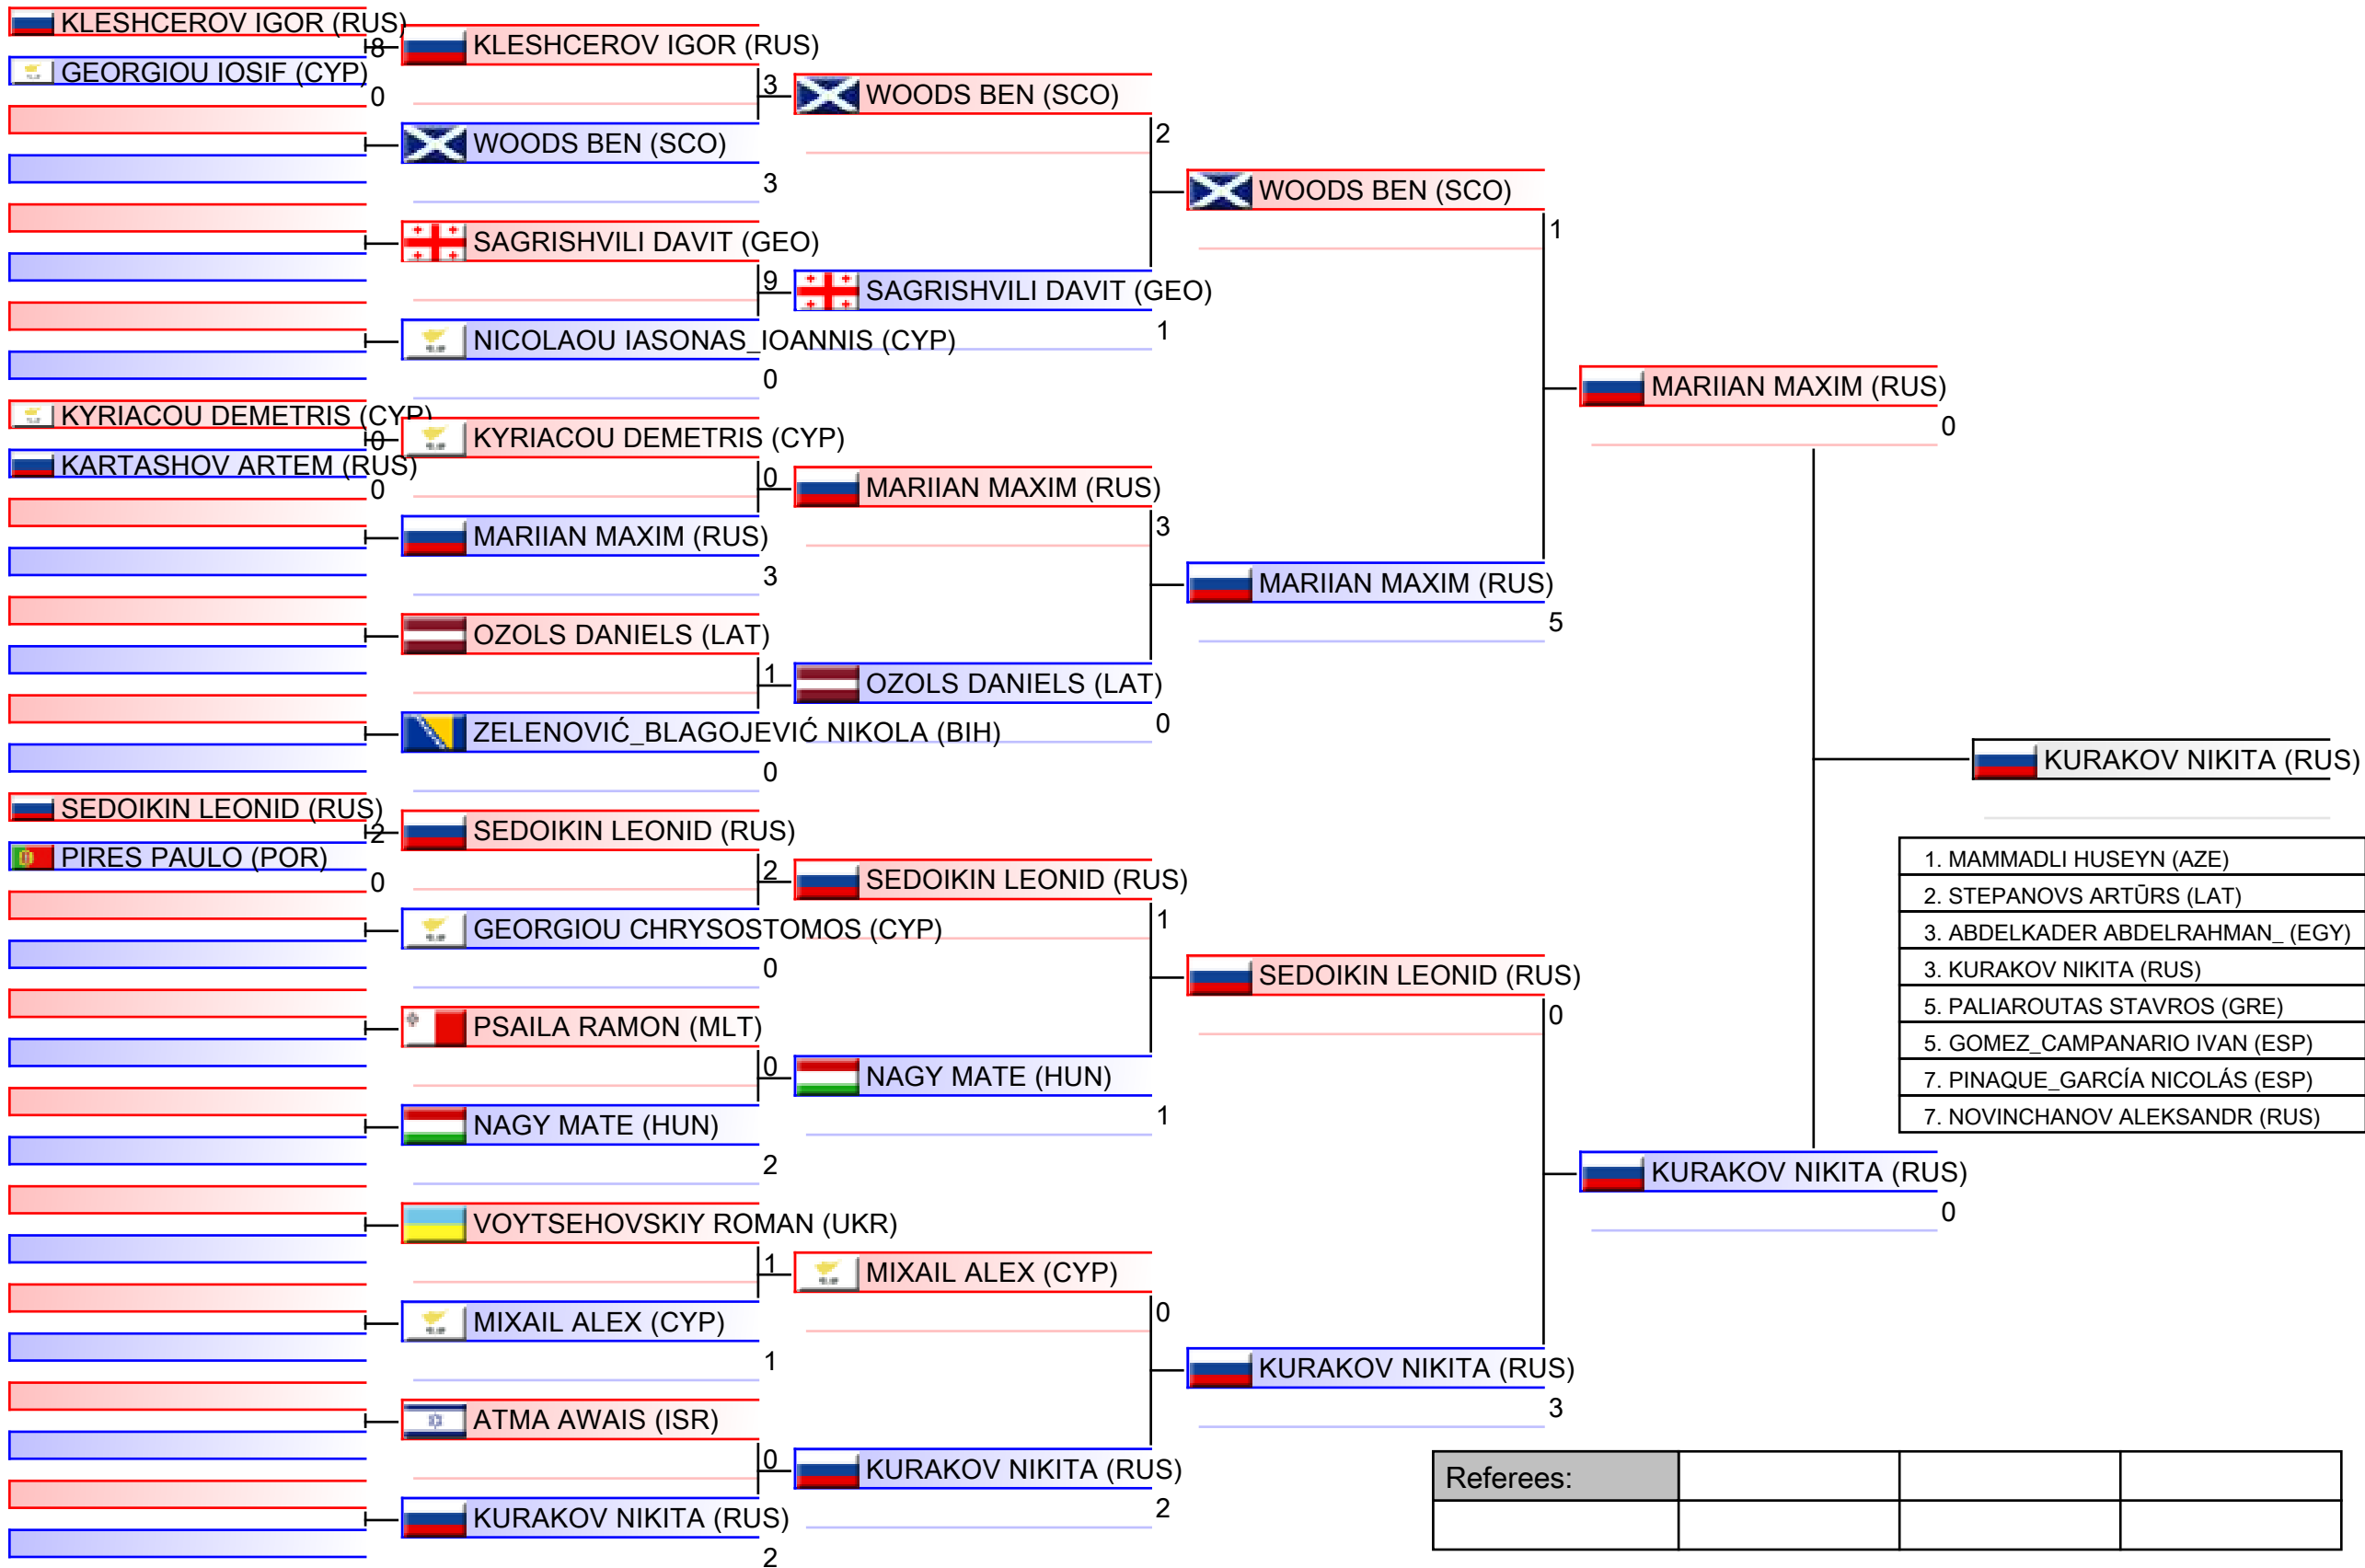 KLESHCEROV IGOR (RUS)
8
GEORGIOU IOSIF (CYP)
0
KYRIACOU DEMETRIS (CYP)
0
KARTASHOV ARTEM (RUS)
0
SEDOIKIN LEONID (RUS)
2
PIRES PAULO (POR)
0
KLESHCEROV IGOR (RUS)
3
WOODS BEN (SCO)
3
SAGRISHVILI DAVIT (GEO)
9
NICOLAOU IASONAS_IOANNIS (CYP)
0
KYRIACOU DEMETRIS (CYP)
0
MARIIAN MAXIM (RUS)
3
OZOLS DANIELS (LAT)
1
ZELENOVIĆ_BLAGOJEVIĆ NIKOLA (BIH)
0
SEDOIKIN LEONID (RUS)
2
GEORGIOU CHRYSOSTOMOS (CYP)
0
PSAILA RAMON (MLT)
0
NAGY MATE (HUN)
2
VOYTSEHOVSKIY ROMAN (UKR)
1
MIXAIL ALEX (CYP)
1
ATMA AWAIS (ISR)
0
KURAKOV NIKITA (RUS)
2
WOODS BEN (SCO)
2
SAGRISHVILI DAVIT (GEO)
1
MARIIAN MAXIM (RUS)
3
OZOLS DANIELS (LAT)
0
SEDOIKIN LEONID (RUS)
1
NAGY MATE (HUN)
1
MIXAIL ALEX (CYP)
0
KURAKOV NIKITA (RUS)
2
WOODS BEN (SCO)
1
MARIIAN MAXIM (RUS)
5
SEDOIKIN LEONID (RUS)
0
KURAKOV NIKITA (RUS)
3
MARIIAN MAXIM (RUS)
0
KURAKOV NIKITA (RUS)
0
KURAKOV NIKITA (RUS)
1. MAMMADLI HUSEYN (AZE)
2. STEPANOVS ARTŪRS (LAT)
3. ABDELKADER ABDELRAHMAN_ (EGY)
3. KURAKOV NIKITA (RUS)
5. PALIAROUTAS STAVROS (GRE)
5. GOMEZ_CAMPANARIO IVAN (ESP)
7. PINAQUE_GARCÍA NICOLÁS (ESP)
7. NOVINCHANOV ALEKSANDR (RUS)
Referees: